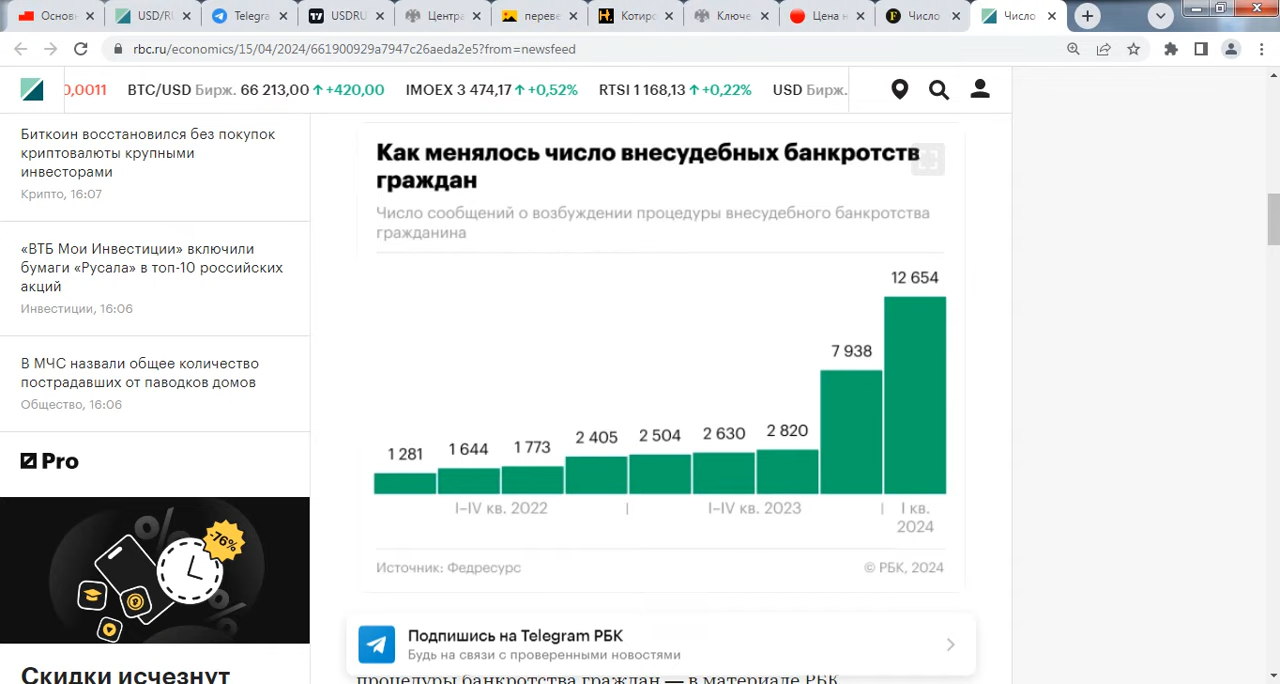 Основ
USD/RU
Telegra
USDRU
Центра
перев
Котиро
Ключе
Цена н
Число
Число
rbc.ru/economics/15/04/2024/661900929a7947c26aeda2e5?from=newsfeed
0,0011 BTC/USD Бирж. 66 213,00 ↑ +420,00 IMOEX 3 474,17 ↑ +0,52% RTSI 1 168,13 ↑ +0,22% USD Бирж.
Биткоин восстановился без покупок
криптовалюты крупными
инвесторами
Крипто, 16:07
«ВТБ Мои Инвестиции» включили
бумаги «Русала» в топ-10 российских
акций
Инвестиции, 16:06
В МЧС назвали общее количество
пострадавших от паводков домов
Общество, 16:06
Pro
-76%
Скидки исчезнут
Как менялось число внесудебных банкротств
граждан
Число сообщений о возбуждении процедуры внесудебного банкротства
гражданина
12 654
7 938
1 281 1 644 1 773 2 405 2 504 2 630 2 820
I–IV кв. 2022 | I–IV кв. 2023 | I кв.
2024
Источник: Федресурс © РБК, 2024
Подпишись на Telegram РБК
Будь на связи с проверенными новостями
процедуры банкротства граждан — в материале РБК